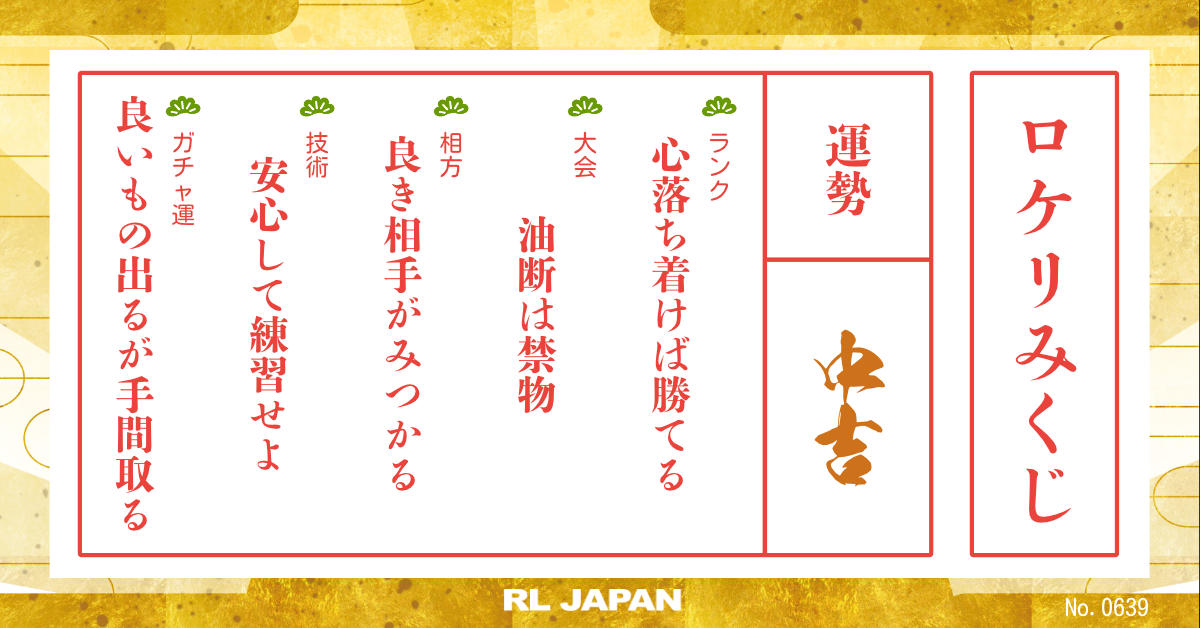 ロケリみくじ
運勢
中吉
ランク
心落ち着けば勝てる
大会
油断は禁物
相方
良き相手がみつかる
技術
安心して練習せよ
ガチャ運
良いもの出るが手間取る
RL JAPAN
No. 0639